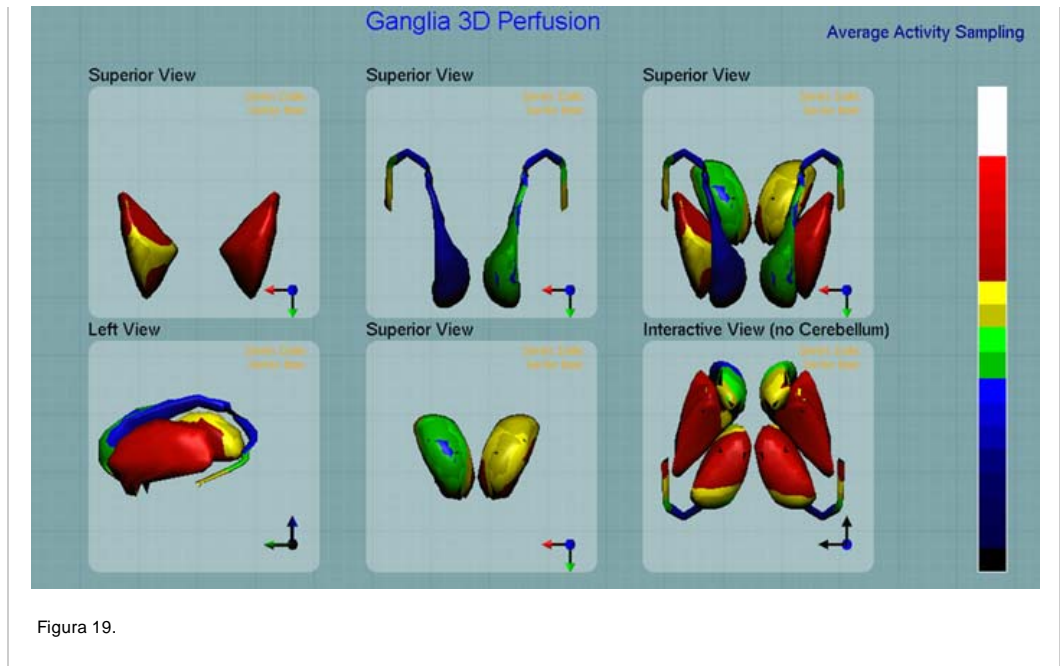 Ganglia 3D Perfusion
Average Activity Sampling
Superior View
Superior View
Superior View
Left View
Superior View
Interactive View (no Cerebellum)
Figura 19.